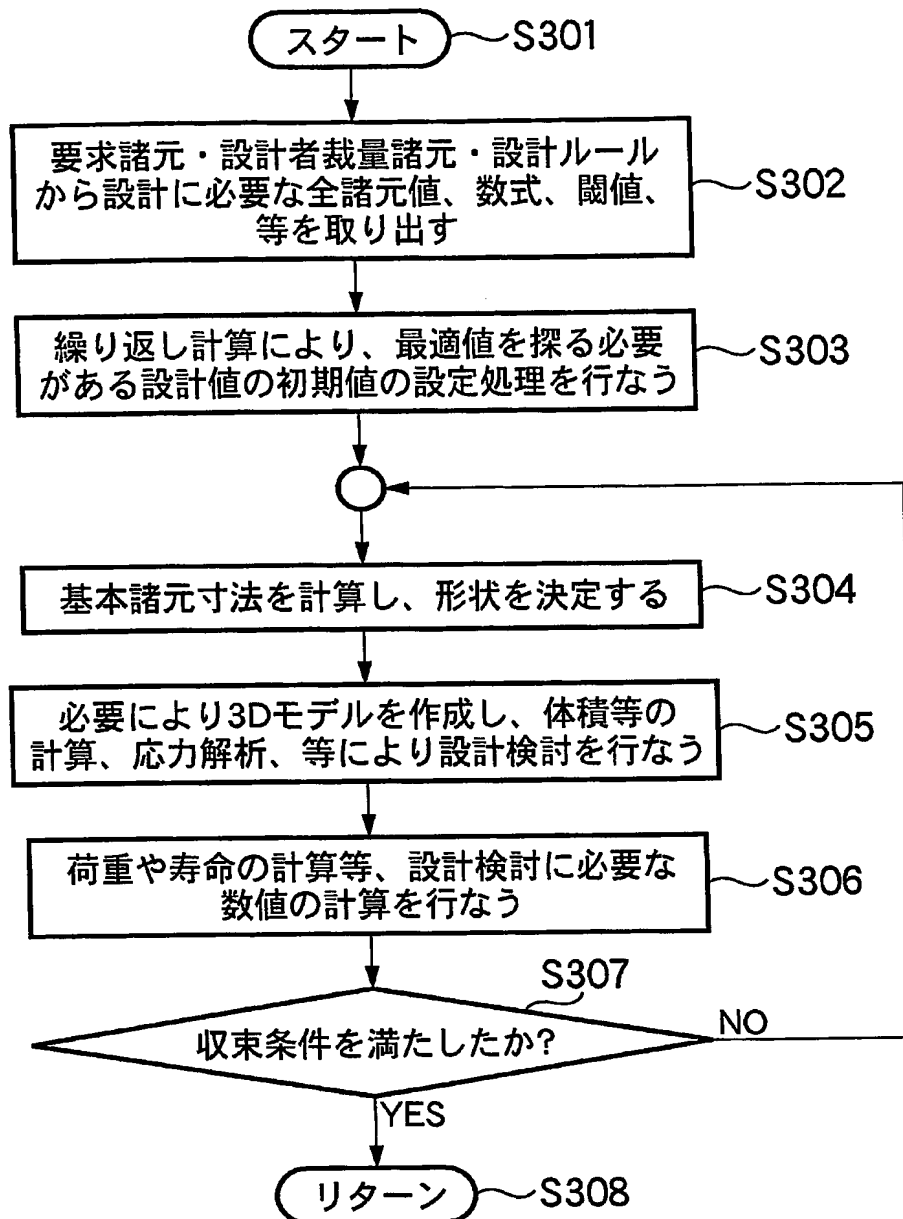 スタート
S301
要求諸元・設計者裁量諸元・設計ルール
から設計に必要な全諸元値、数式、閾値、
等を取り出す
S302
繰り返し計算により、最適値を探る必要
がある設計値の初期値の設定処理を行なう
S303
基本諸元寸法を計算し、形状を決定する
S304
必要により3Dモデルを作成し、体積等の
計算、応力解析、等により設計検討を行なう
S305
荷重や寿命の計算等、設計検討に必要な
数値の計算を行なう
S306
S307
収束条件を満たしたか?
NO
YES
リターン
S308